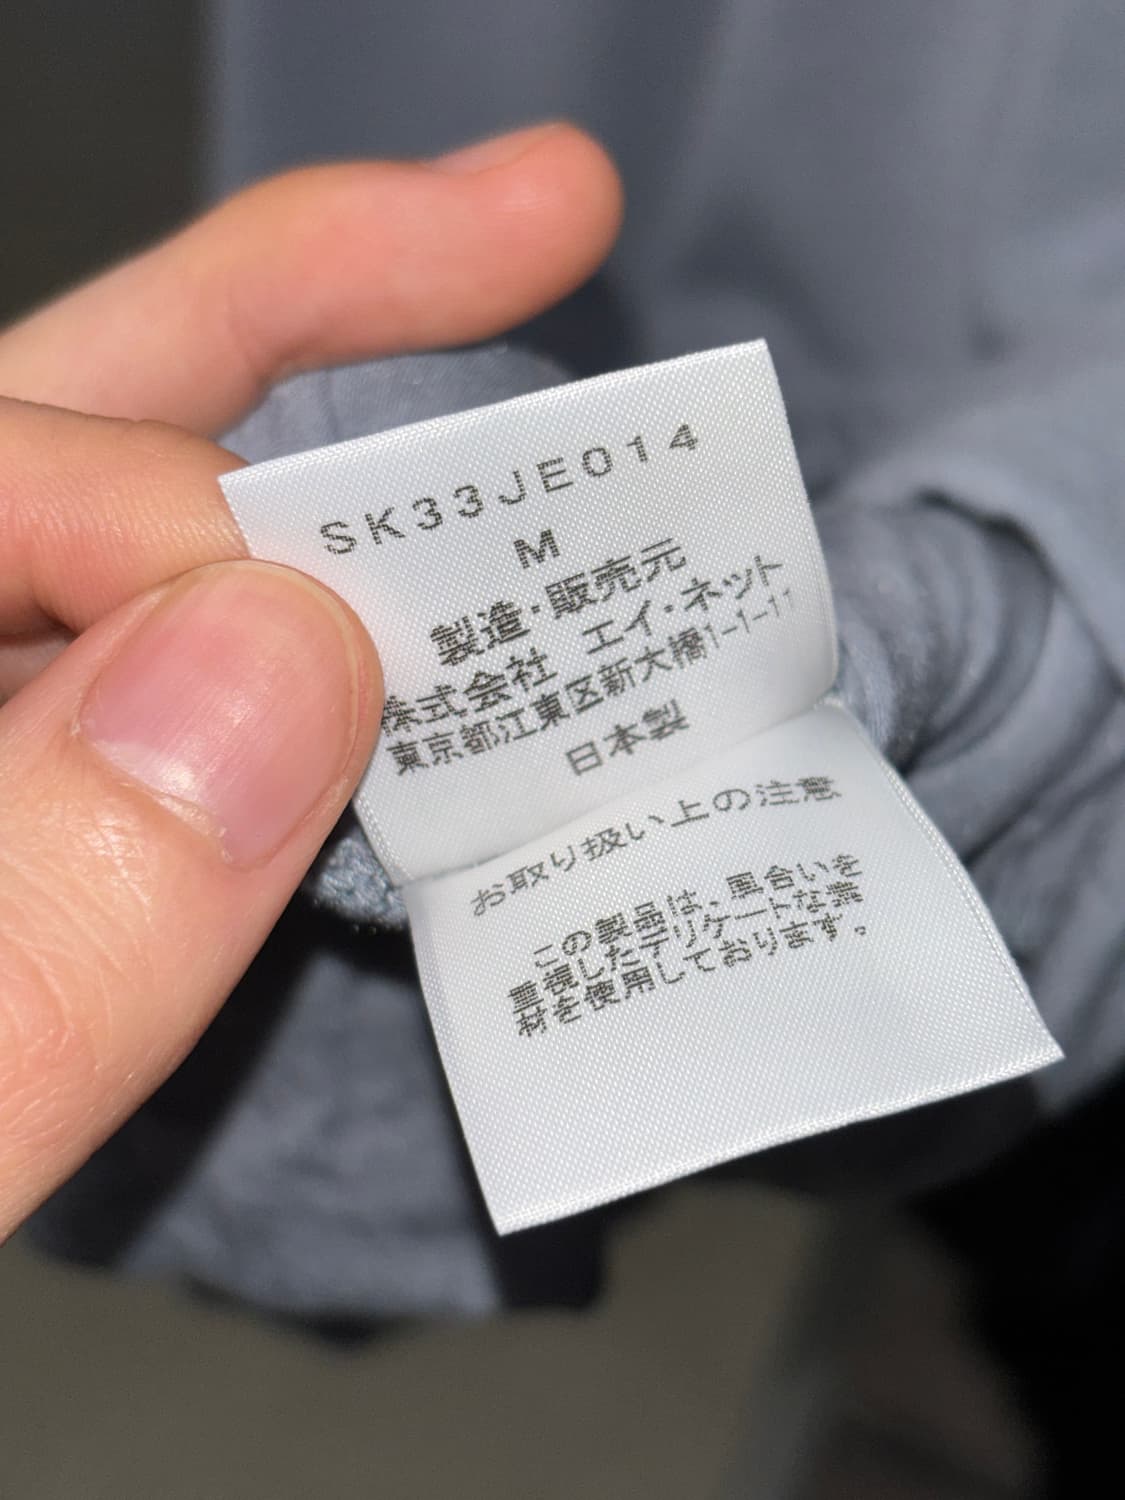 SK33JE014
M
製造・販売元
株式会社 エイ・ネット
東京都江東区新大橋1-1-11
日本製
お取り扱い上の注意
この製品は、風合いを
重視したデリケートな素
材を使用しております。